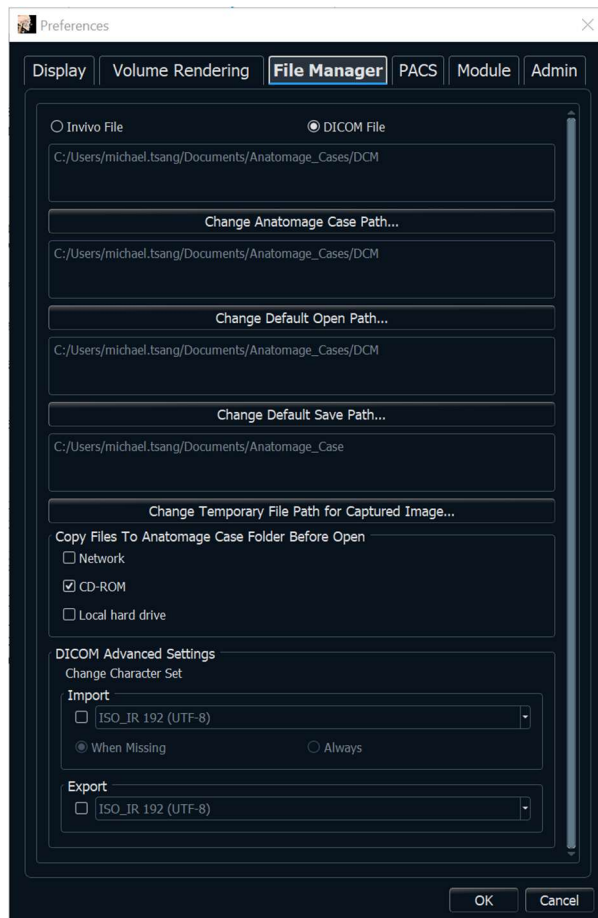 Preferences
Display
Volume Rendering
File Manager
PACS
Module
Admin
Invivo File
DICOM File
C:/Users/michael.tsang/Documents/Anatomage_Cases/DCM
Change Anatomage Case Path...
C:/Users/michael.tsang/Documents/Anatomage_Cases/DCM
Change Default Open Path...
C:/Users/michael.tsang/Documents/Anatomage_Cases/DCM
Change Default Save Path...
C:/Users/michael.tsang/Documents/Anatomage_Case
Change Temporary File Path for Captured Image...
Copy Files To Anatomage Case Folder Before Open
Network
CD-ROM
Local hard drive
DICOM Advanced Settings
Change Character Set
Import
ISO_IR 192 (UTF-8)
When Missing
Always
Export
ISO_IR 192 (UTF-8)
OK
Cancel